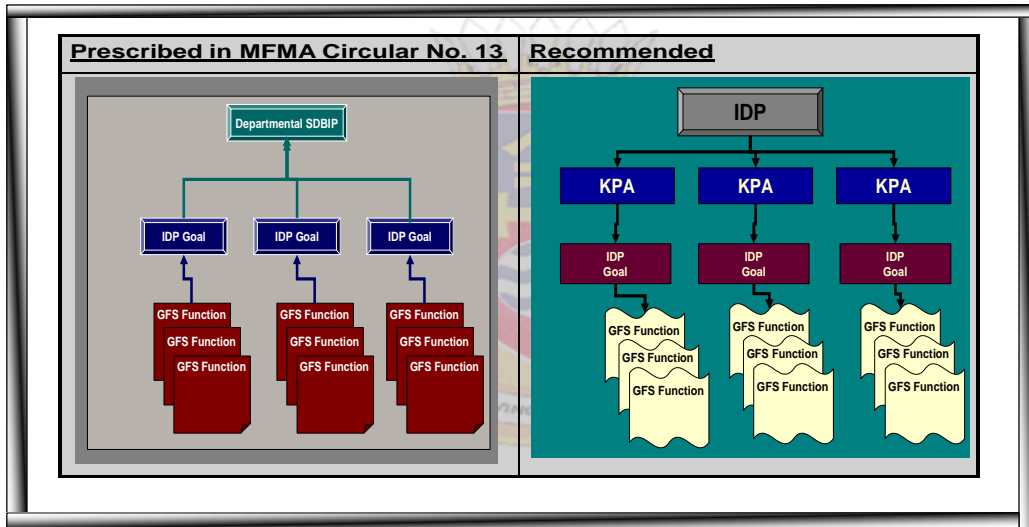 Prescribed in MFMA Circular No. 13
Departmental SDBIP
IDP Goal
IDP Goal
IDP Goal
GFS Function
GFS Function
GFS Function
GFS Function
GFS Function
GFS Function
GFS Function
GFS Function
GFS Function
Recommended
IDP
KPA
KPA
KPA
IDP
Goal
IDP
Goal
IDP
Goal
GFS Function
GFS Function
GFS Function
GFS Function
GFS Function
GFS Function
GFS Function
GFS Function
GFS Function